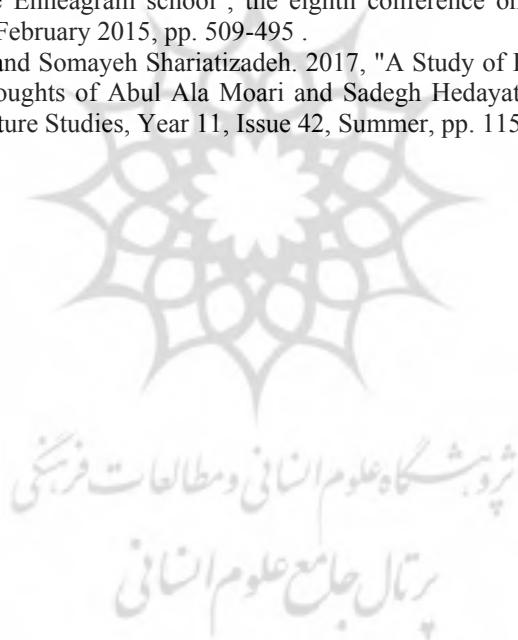 e Enneagram school", the eighth conference on
February 2015, pp. 509-495 .
and Somayeh Shariatizadeh. 2017, "A Study of
oughts of Abul Ala Moari and Sadegh Hedayat
ture Studies, Year 11, Issue 42, Summer, pp. 115
پژوهشگاه علوم انسانی و مطالعات فرهنگی
پرتال جامع علوم انسانی